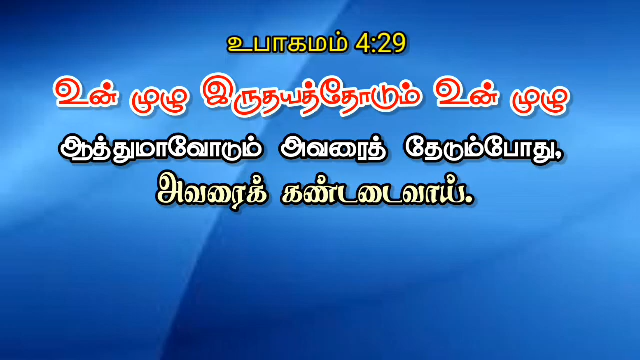 உபாகமம் 4:29
உன் முழு இருதயத்தோடும் உன் முழு
ஆத்துமாவோடும் அவரைத் தேடும்போது,
அவரைக் கண்டடைவாய்.